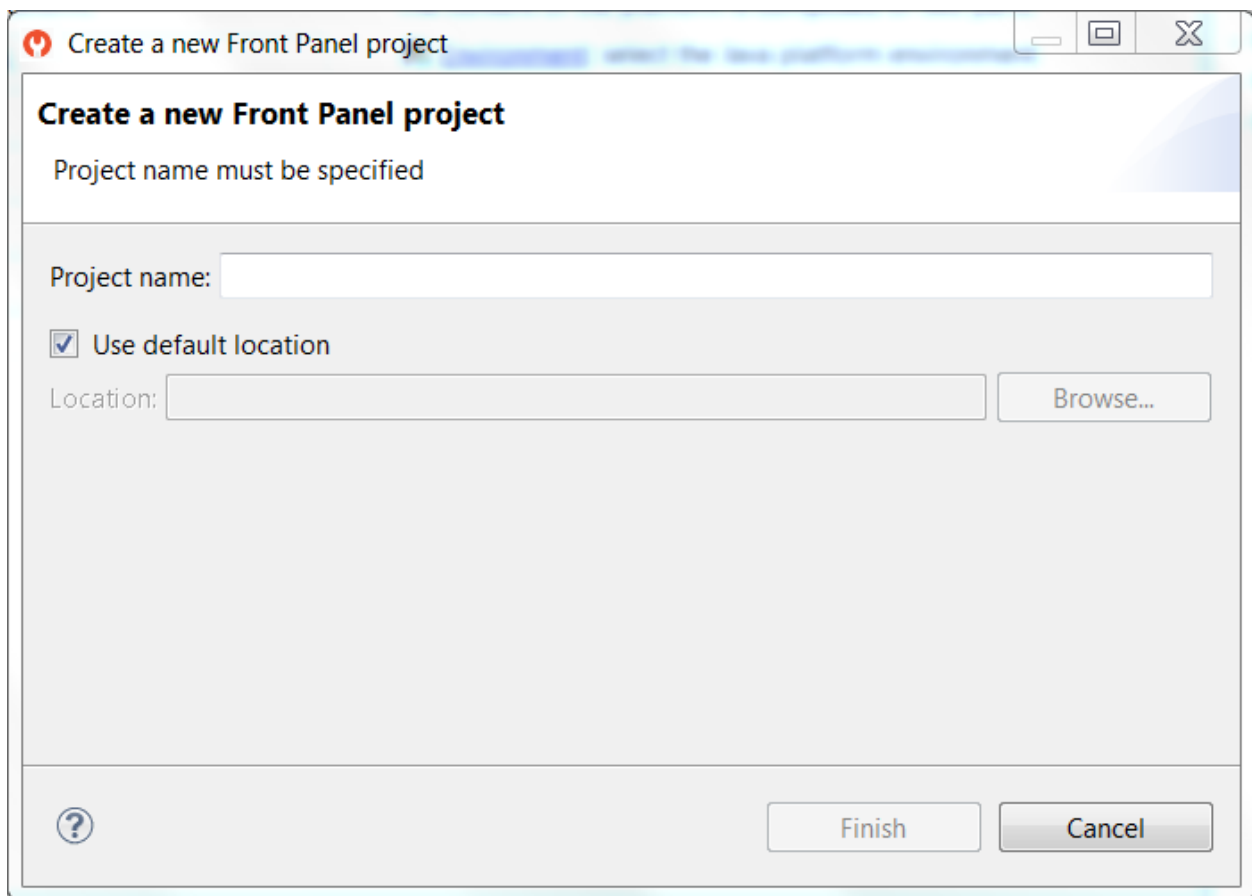 Create a new Front Panel project
Create a new Front Panel project
Project name must be specified
Project name:
Use default location
Location:
Browse...
?
Finish
Cancel